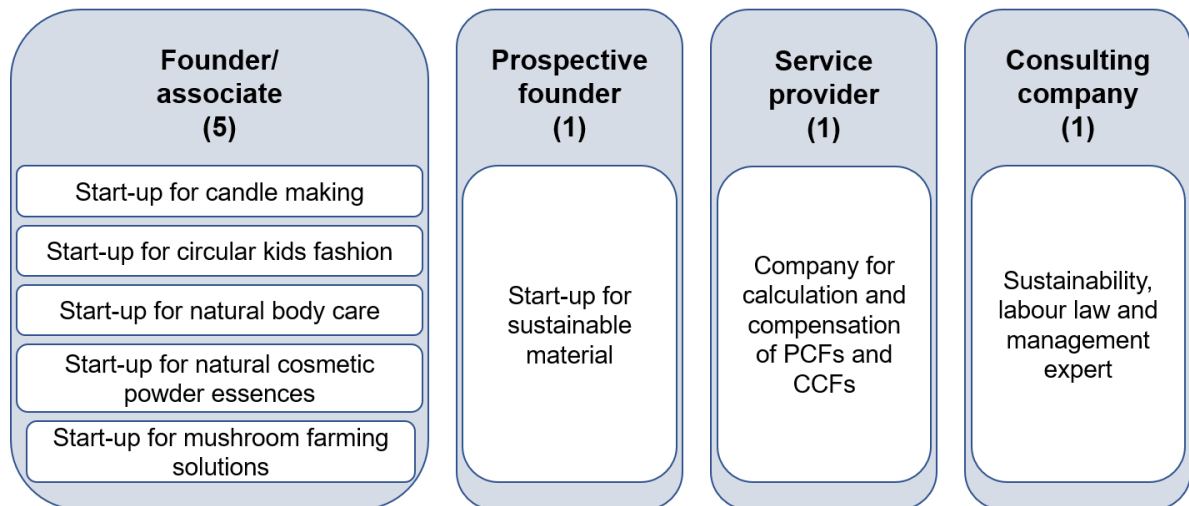 Founder/
associate
(5)
Start-up for candle making
Start-up for circular kids fashion
Start-up for natural body care
Start-up for natural cosmetic
powder essences
Start-up for mushroom farming
solutions
Prospective
founder
(1)
Start-up for
sustainable
material
Service
provider
(1)
Company for
calculation and
compensation
of PCFs and
CCFs
Consulting
company
(1)
Sustainability,
labour law and
management
expert